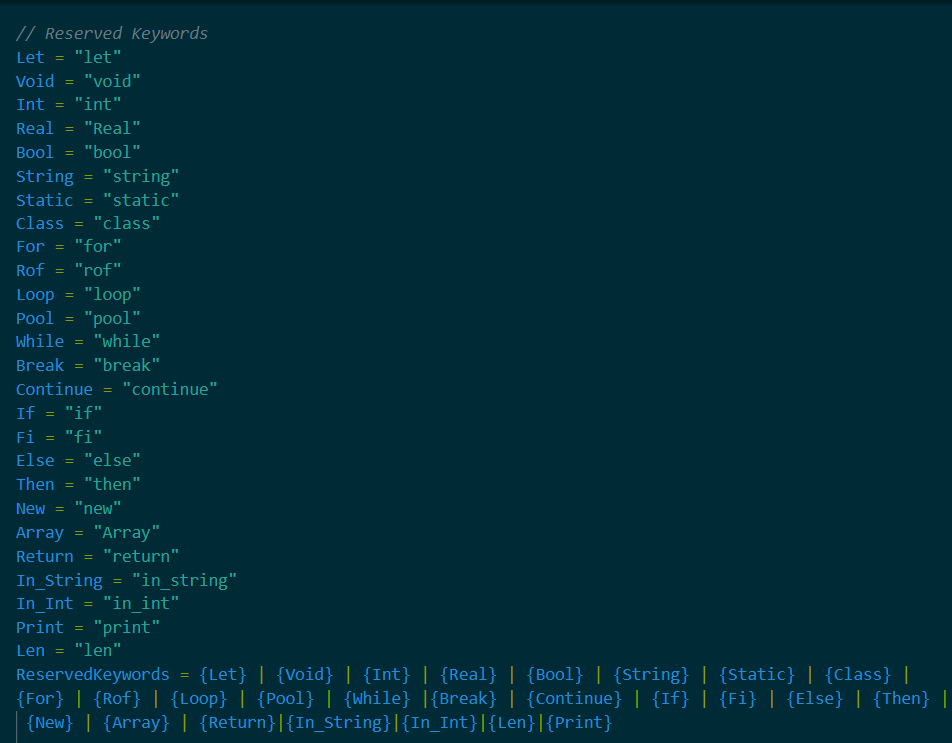 // Reserved Keywords
Let = "let"
Void = "void"
Int = "int"
Real = "Real"
Bool = "bool"
String = "string"
Static = "static"
Class = "class"
For = "for"
Rof = "rof"
Loop = "loop"
Pool = "pool"
While = "while"
Break = "break"
Continue = "continue"
If = "if"
Fi = "fi"
Else = "else"
Then = "then"
New = "new"
Array = "Array"
Return = "return"
In_String = "in_string"
In_Int = "in_int"
Print = "print"
Len = "len"
ReservedKeywords = {Let} | {Void} | {Int} | {Real} | {Bool} | {String} | {Static} | {Class} |
{For} | {Rof} | {Loop} | {Pool} | {While} |{Break} | {Continue} | {If} | {Fi} | {Else} | {Then} |
{New} | {Array} | {Return}|{In_String}|{In_Int}|{Len}|{Print}